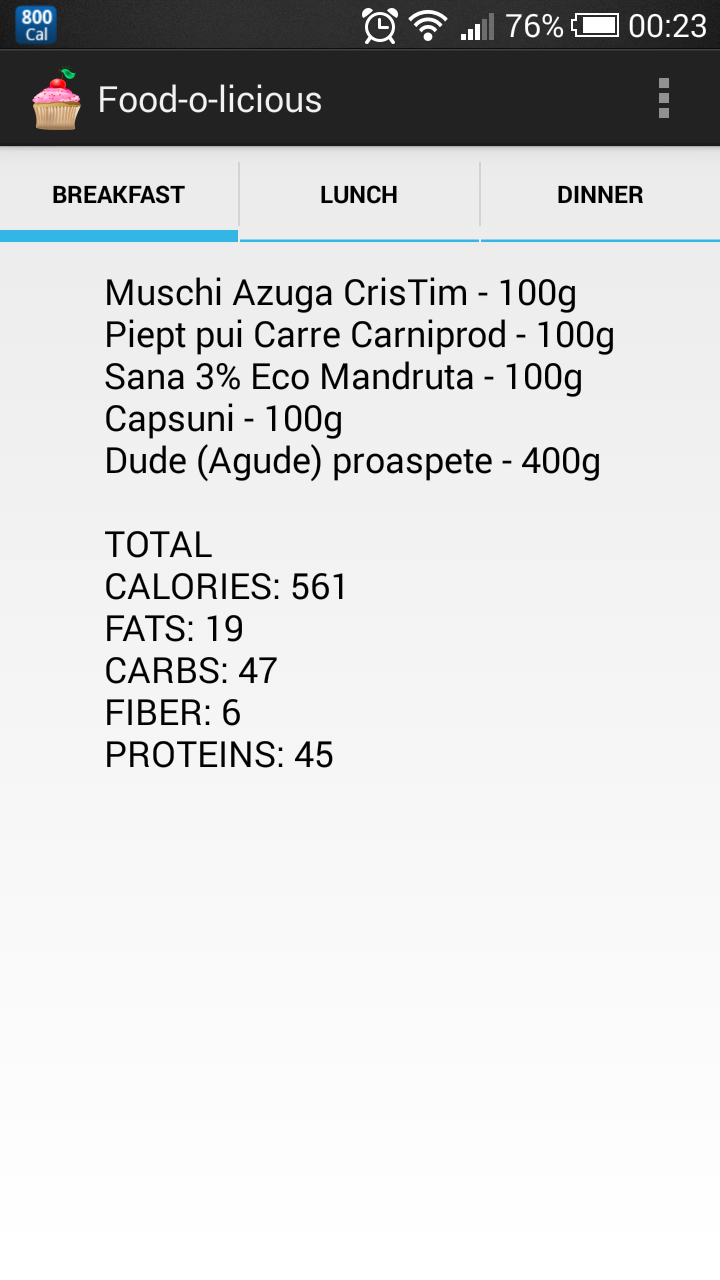 800
Cal
76%
00:23
Food-o-licious
BREAKFAST
LUNCH
DINNER
Muschi Azuga CrisTim - 100g
Piept pui Carre Carniprod - 100g
Sana 3% Eco Mandruta - 100g
Capsuni - 100g
Dude (Agude) proaspete - 400g
TOTAL
CALORIES: 561
FATS: 19
CARBS: 47
FIBER: 6
PROTEINS: 45